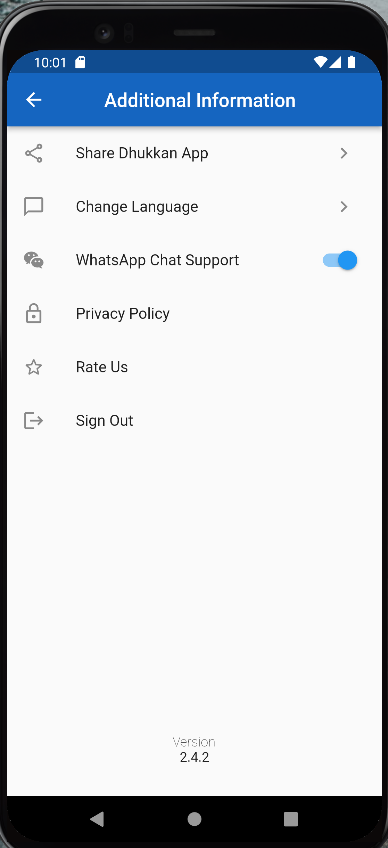 10:01
Additional Information
Share Dhukkan App
Change Language
WhatsApp Chat Support
Privacy Policy
Rate Us
Sign Out
Version
2.4.2